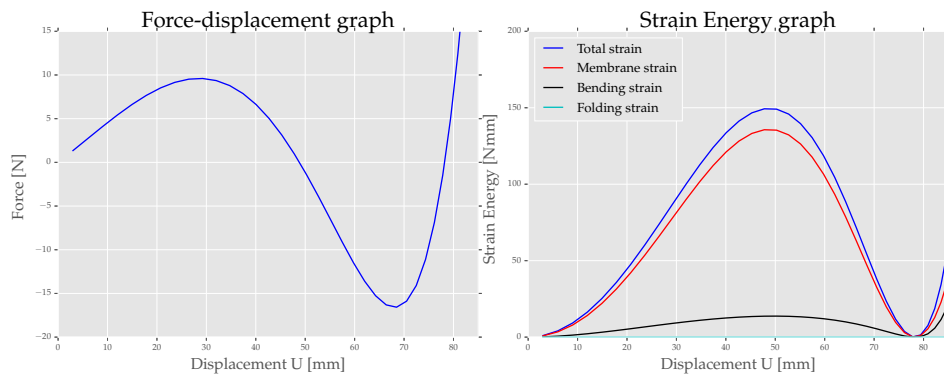 Force-displacement graph
15
10
5
0
−5
−10
−15
−20
0 10 20 30 40 50 60 70 80
Force [N]
Displacement U [mm]
Strain Energy graph
200
150
100
50
0
0 10 20 30 40 50 60 70 80
Strain Energy [Nmm]
Displacement U [mm]
Total strain
Membrane strain
Bending strain
Folding strain